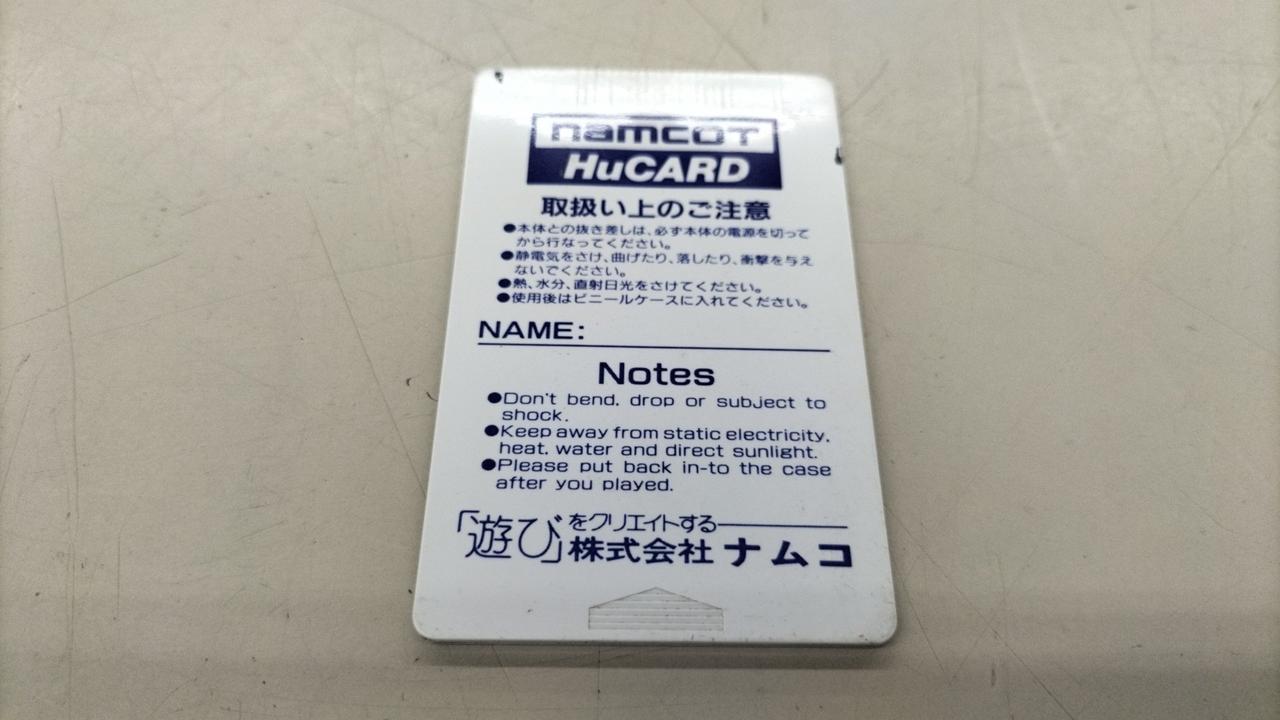 namcot
HuCARD
取扱い上のご注意
●本体との抜き差しは、必ず本体の電源を切って
から行なってください。
●静電気をさけ、曲げたり、落したり、衝撃を与え
ないでください。
●熱、水分、直射日光をさけてください。
●使用後はビニールケースに入れてください。
NAME:
Notes
●Don't bend, drop or subject to
shock.
●Keep away from static electricity,
heat, water and direct sunlight.
●Please put back in-to the case
after you played.
「遊び」をクリエイトする
株式会社ナムコ